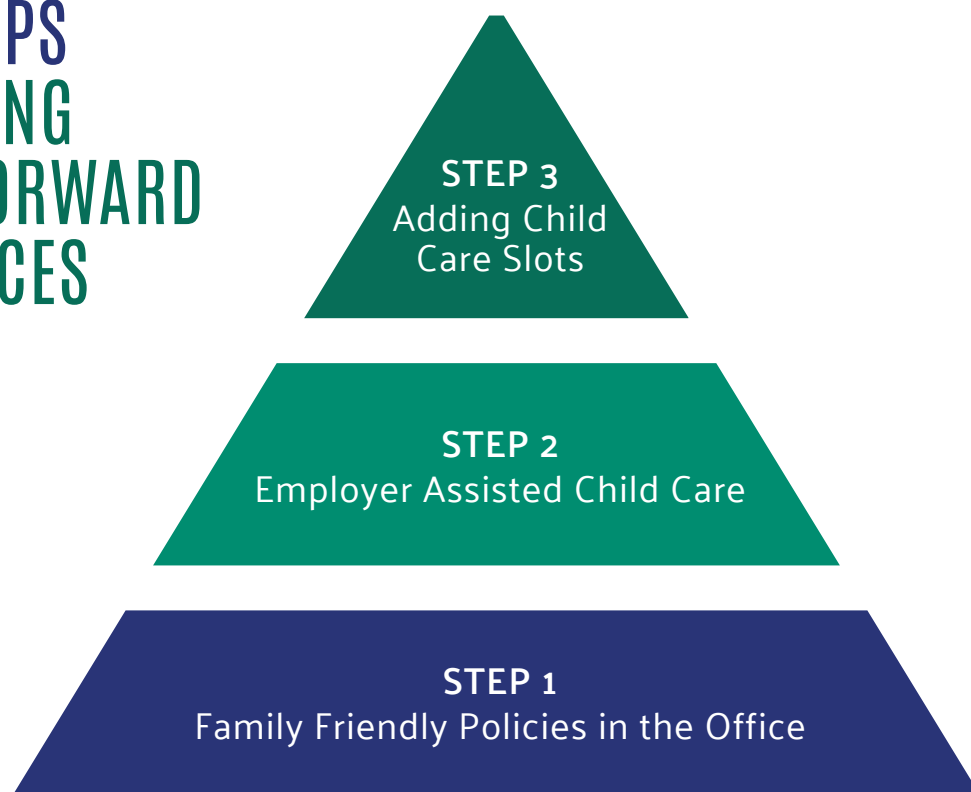 PS
NG
ORWARD
CES
STEP 3
Adding Child
Care Slots
STEP 2
Employer Assisted Child Care
STEP 1
Family Friendly Policies in the Office